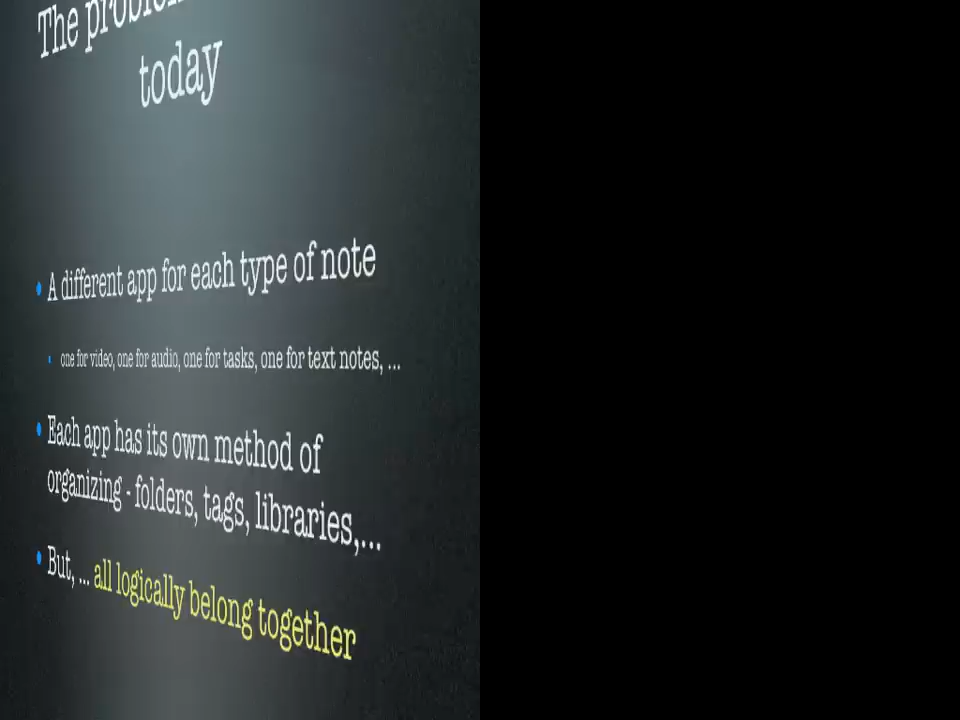 The
today
• A different app for each type of note
• one for video, one for audio, one for tasks, one for text notes, ...
• Each app has its own method of
organizing - folders, tags, libraries,...
• But, ... all logically belong together